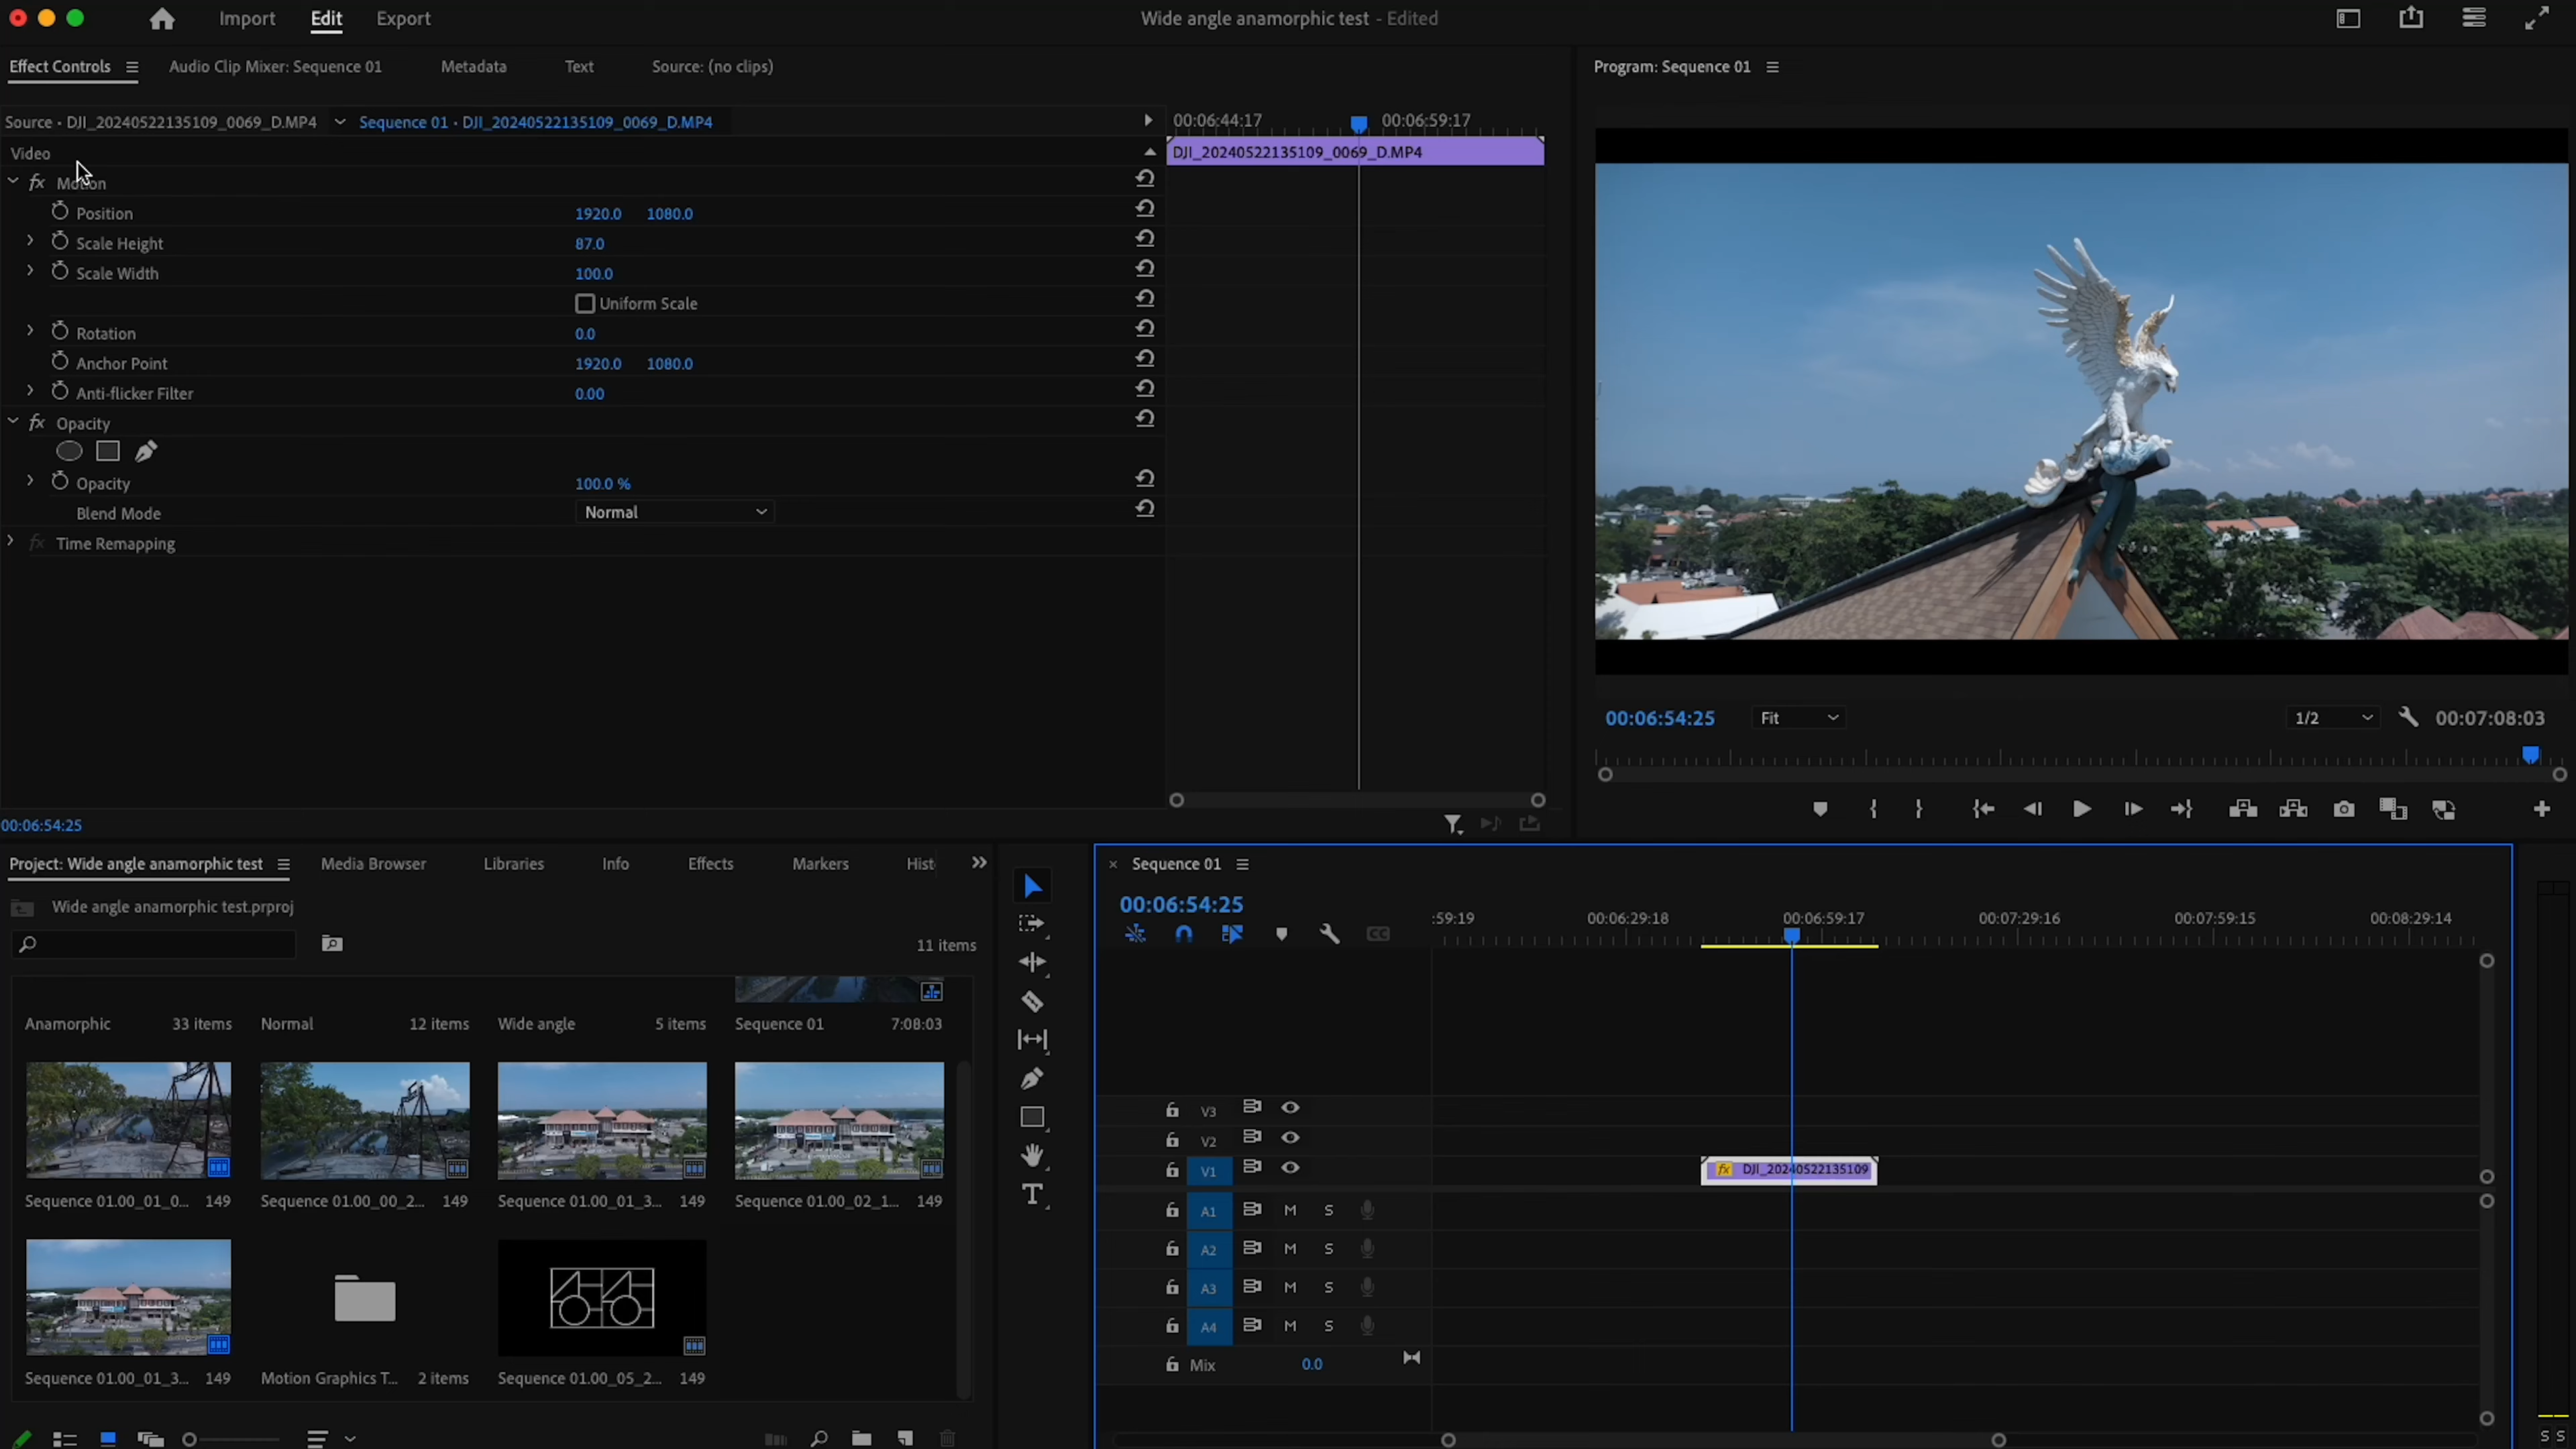 Import Edit Export Wide angle anamorphic test - Edited
Effect Controls Audio Clip Mixer: Sequence 01 Metadata Text Source: (no clips)
Program: Sequence 01
Source • DJI_20240522135109_0069_D.MP4 Sequence 01 • DJI_20240522135109_0069_D.MP4
00:06:44:17 00:06:59:17
Video
DJI_20240522135109_0069_D.MP4
fx Motion
Position 1920.0 1080.0
Scale Height 87.0
Scale Width 100.0
Uniform Scale
Rotation 0.0
Anchor Point 1920.0 1080.0
Anti-flicker Filter 0.00
fx Opacity
Opacity 100.0 %
Blend Mode Normal
fx Time Remapping
00:06:54:25 Fit 1/2 00:07:08:03
00:06:54:25
Project: Wide angle anamorphic test Media Browser Libraries Info Effects Markers Hist
Wide angle anamorphic test.prproj
11 items
Anamorphic 33 items Normal 12 items Wide angle 5 items Sequence 01 7:08:03
Sequence 01.00_01_0... 149 Sequence 01.00_00_2... 149 Sequence 01.00_01_3... 149 Sequence 01.00_02_1... 149
Sequence 01.00_01_3... 149 Motion Graphics T... 2 items Sequence 01.00_05_2... 149
Sequence 01
00:06:54:25
:59:19 00:06:29:18 00:06:59:17 00:07:29:16 00:07:59:15 00:08:29:14
CC
V3
V2
V1 fx DJI_20240522135109
A1 M S
A2 M S
A3 M S
A4 M S
Mix 0.0
S S
T